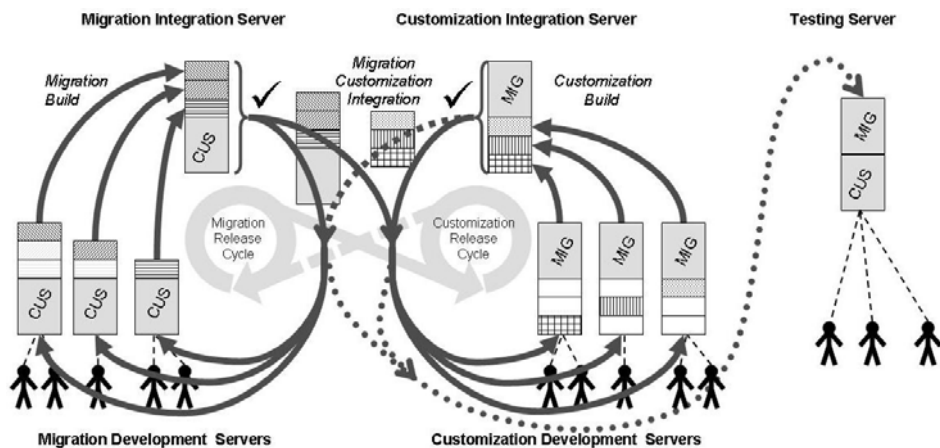 Migration Integration Server
Customization Integration Server
Testing Server
Migration
Build
CUS
Migration
Customization
Integration
MIG
Customization
Build
MIG
CUS
Migration
Release
Cycle
Customization
Release
Cycle
CUS
CUS
CUS
MIG
MIG
MIG
Migration Development Servers
Customization Development Servers